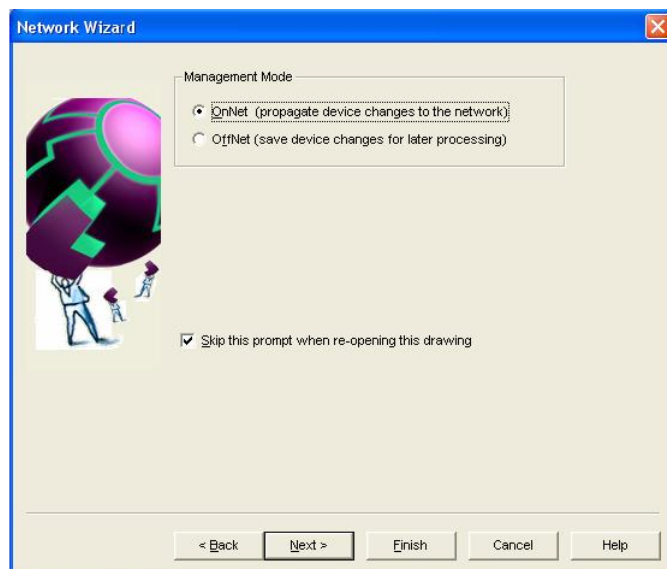 Network Wizard
Management Mode
OnNet (propagate device changes to the network)
OffNet (save device changes for later processing)
Skip this prompt when re-opening this drawing
< Back
Next >
Finish
Cancel
Help